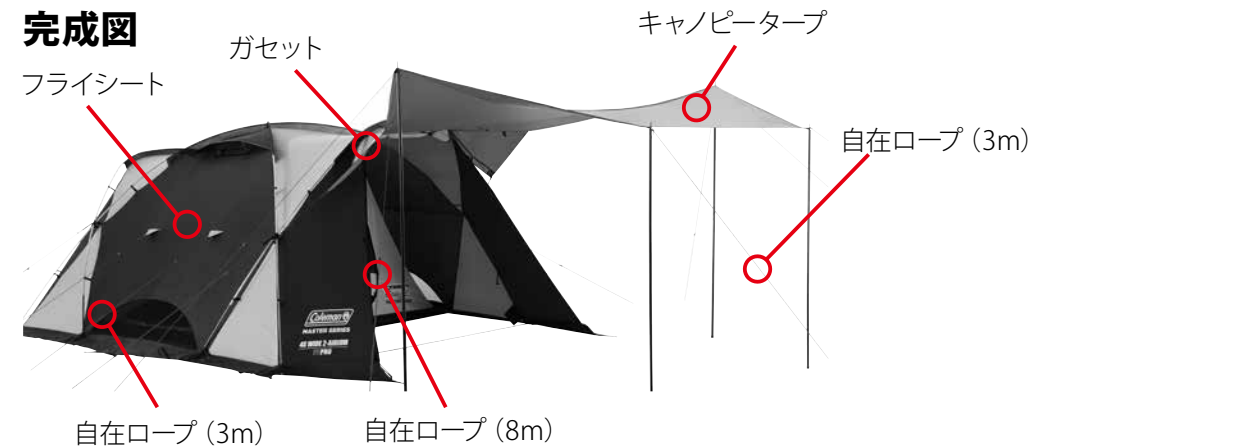 完成図
キャノピータープ
ガセット
フライシート
自在ロープ（3m）
Coleman
MASTER SERIES
自在ロープ（8m）
自在ロープ（3m）